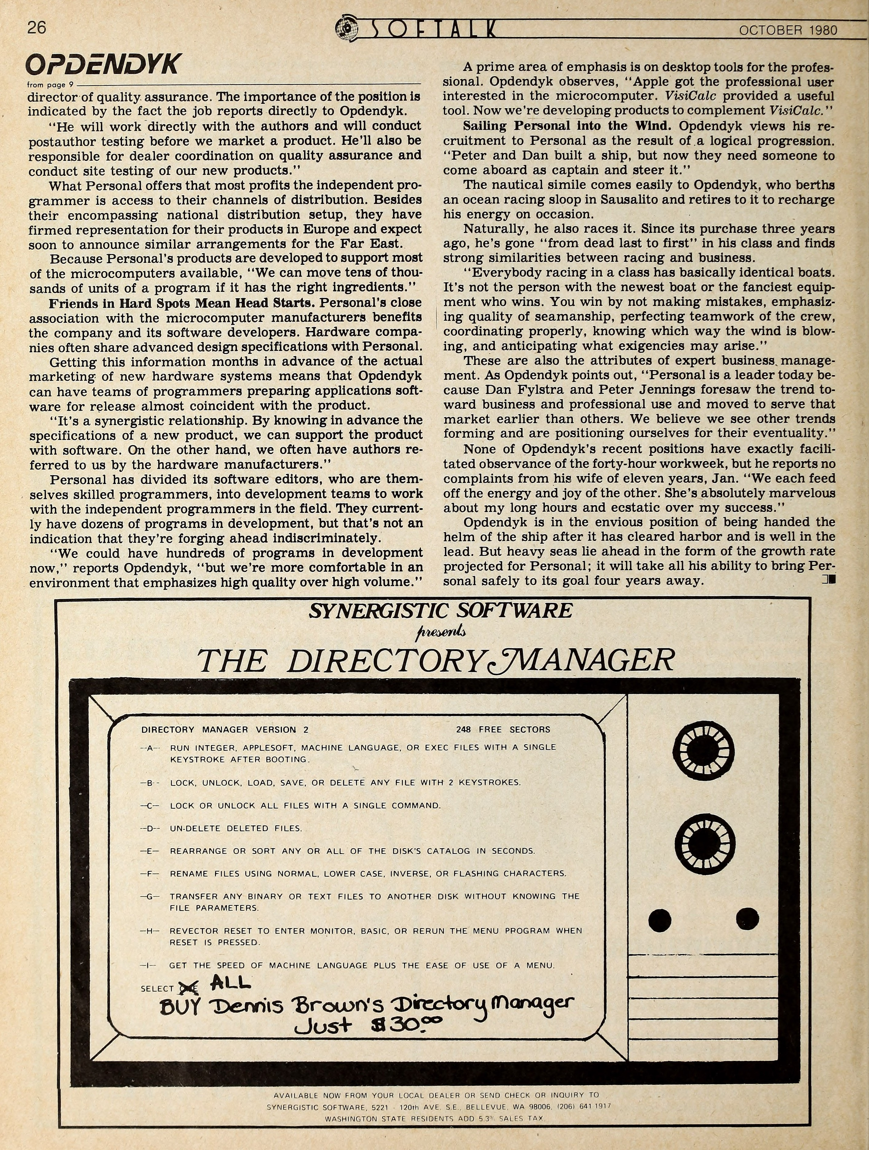 26
SOFTALK
OCTOBER 1980
OPDENDYK
from page 9
director of quality assurance. The importance of the position is
indicated by the fact the job reports directly to Opdendyk.
"He will work directly with the authors and will conduct
postauthor testing before we market a product. He'll also be
responsible for dealer coordination on quality assurance and
conduct site testing of our new products."
What Personal offers that most profits the independent pro-
grammer is access to their channels of distribution. Besides
their encompassing national distribution setup, they have
firmed representation for their products in Europe and expect
soon to announce similar arrangements for the Far East.
Because Personal's products are developed to support most
of the microcomputers available, "We can move tens of thou-
sands of units of a program if it has the right ingredients."
Friends in Hard Spots Mean Head Starts. Personal's close
association with the microcomputer manufacturers benefits
the company and its software developers. Hardware compa-
nies often share advanced design specifications with Personal.
Getting this information months in advance of the actual
marketing of new hardware systems means that Opdendyk
can have teams of programmers preparing applications soft-
ware for release almost coincident with the product.
"It's a synergistic relationship. By knowing in advance the
specifications of a new product, we can support the product
with software. On the other hand, we often have authors re-
ferred to us by the hardware manufacturers."
Personal has divided its software editors, who are them-
selves skilled programmers, into development teams to work
with the independent programmers in the field. They current-
ly have dozens of programs in development, but that's not an
indication that they're forging ahead indiscriminately.
"We could have hundreds of programs in development
now," reports Opdendyk, "but we're more comfortable in an
environment that emphasizes high quality over high volume."
A prime area of emphasis is on desktop tools for the profes-
sional. Opdendyk observes, "Apple got the professional user
interested in the microcomputer. VisiCalc provided a useful
tool. Now we're developing products to complement VisiCalc."
Sailing Personal into the Wind. Opdendyk views his re-
cruitment to Personal as the result of a logical progression.
"Peter and Dan built a ship, but now they need someone to
come aboard as captain and steer it."
The nautical simile comes easily to Opdendyk, who berths
an ocean racing sloop in Sausalito and retires to it to recharge
his energy on occasion.
Naturally, he also races it. Since its purchase three years
ago, he's gone "from dead last to first" in his class and finds
strong similarities between racing and business.
"Everybody racing in a class has basically identical boats.
It's not the person with the newest boat or the fanciest equip-
ment who wins. You win by not making mistakes, emphasiz-
ing quality of seamanship, perfecting teamwork of the crew,
coordinating properly, knowing which way the wind is blow-
ing, and anticipating what exigencies may arise."
These are also the attributes of expert business manage-
ment. As Opdendyk points out, "Personal is a leader today be-
cause Dan Fylstra and Peter Jennings foresaw the trend to-
ward business and professional use and moved to serve that
market earlier than others. We believe we see other trends
forming and are positioning ourselves for their eventuality."
None of Opdendyk's recent positions have exactly facili-
tated observance of the forty-hour workweek, but he reports no
complaints from his wife of eleven years, Jan. "We each feed
off the energy and joy of the other. She's absolutely marvelous
about my long hours and ecstatic over my success."
Opdendyk is in the envious position of being handed the
helm of the ship after it has cleared harbor and is well in the
lead. But heavy seas lie ahead in the form of the growth rate
projected for Personal; it will take all his ability to bring Per-
sonal safely to its goal four years away.
SYNERGISTIC SOFTWARE
presents
THE DIRECTORY MANAGER
DIRECTORY MANAGER VERSION 2 248 FREE SECTORS
–A– RUN INTEGER, APPLESOFT, MACHINE LANGUAGE, OR EXEC FILES WITH A SINGLE
KEYSTROKE AFTER BOOTING.
–B– LOCK, UNLOCK, LOAD, SAVE, OR DELETE ANY FILE WITH 2 KEYSTROKES.
–C– LOCK OR UNLOCK ALL FILES WITH A SINGLE COMMAND.
–D– UN-DELETE DELETED FILES.
–E– REARRANGE OR SORT ANY OR ALL OF THE DISK'S CATALOG IN SECONDS.
–F– RENAME FILES USING NORMAL, LOWER CASE, INVERSE, OR FLASHING CHARACTERS.
–G– TRANSFER ANY BINARY OR TEXT FILES TO ANOTHER DISK WITHOUT KNOWING THE
FILE PARAMETERS.
–H– REVECTOR RESET TO ENTER MONITOR, BASIC, OR RERUN THE MENU PROGRAM WHEN
RESET IS PRESSED.
–I– GET THE SPEED OF MACHINE LANGUAGE PLUS THE EASE OF USE OF A MENU.
SELECT ALL
BUY Dennis Brown's Directory Manager
Just $30.00
AVAILABLE NOW FROM YOUR LOCAL DEALER OR SEND CHECK OR INQUIRY TO
SYNERGISTIC SOFTWARE, 5221 - 120th AVE. S.E., BELLEVUE, WA 98006. (206) 641-1917
WASHINGTON STATE RESIDENTS ADD 5.3% SALES TAX.